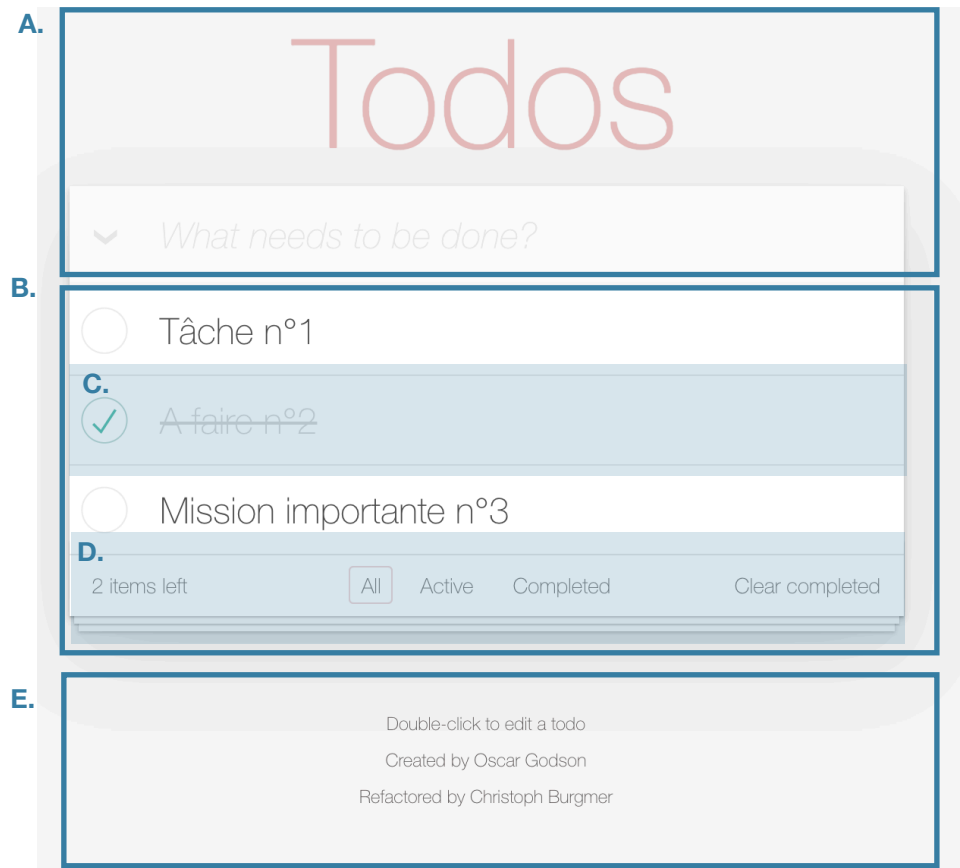 A.
Todos
What needs to be done?
B.
Tâche n°1
C.
A faire n°2
Mission importante n°3
D.
2 items left All Active Completed Clear completed
E.
Double-click to edit a todo
Created by Oscar Godson
Refactored by Christoph Burgmer